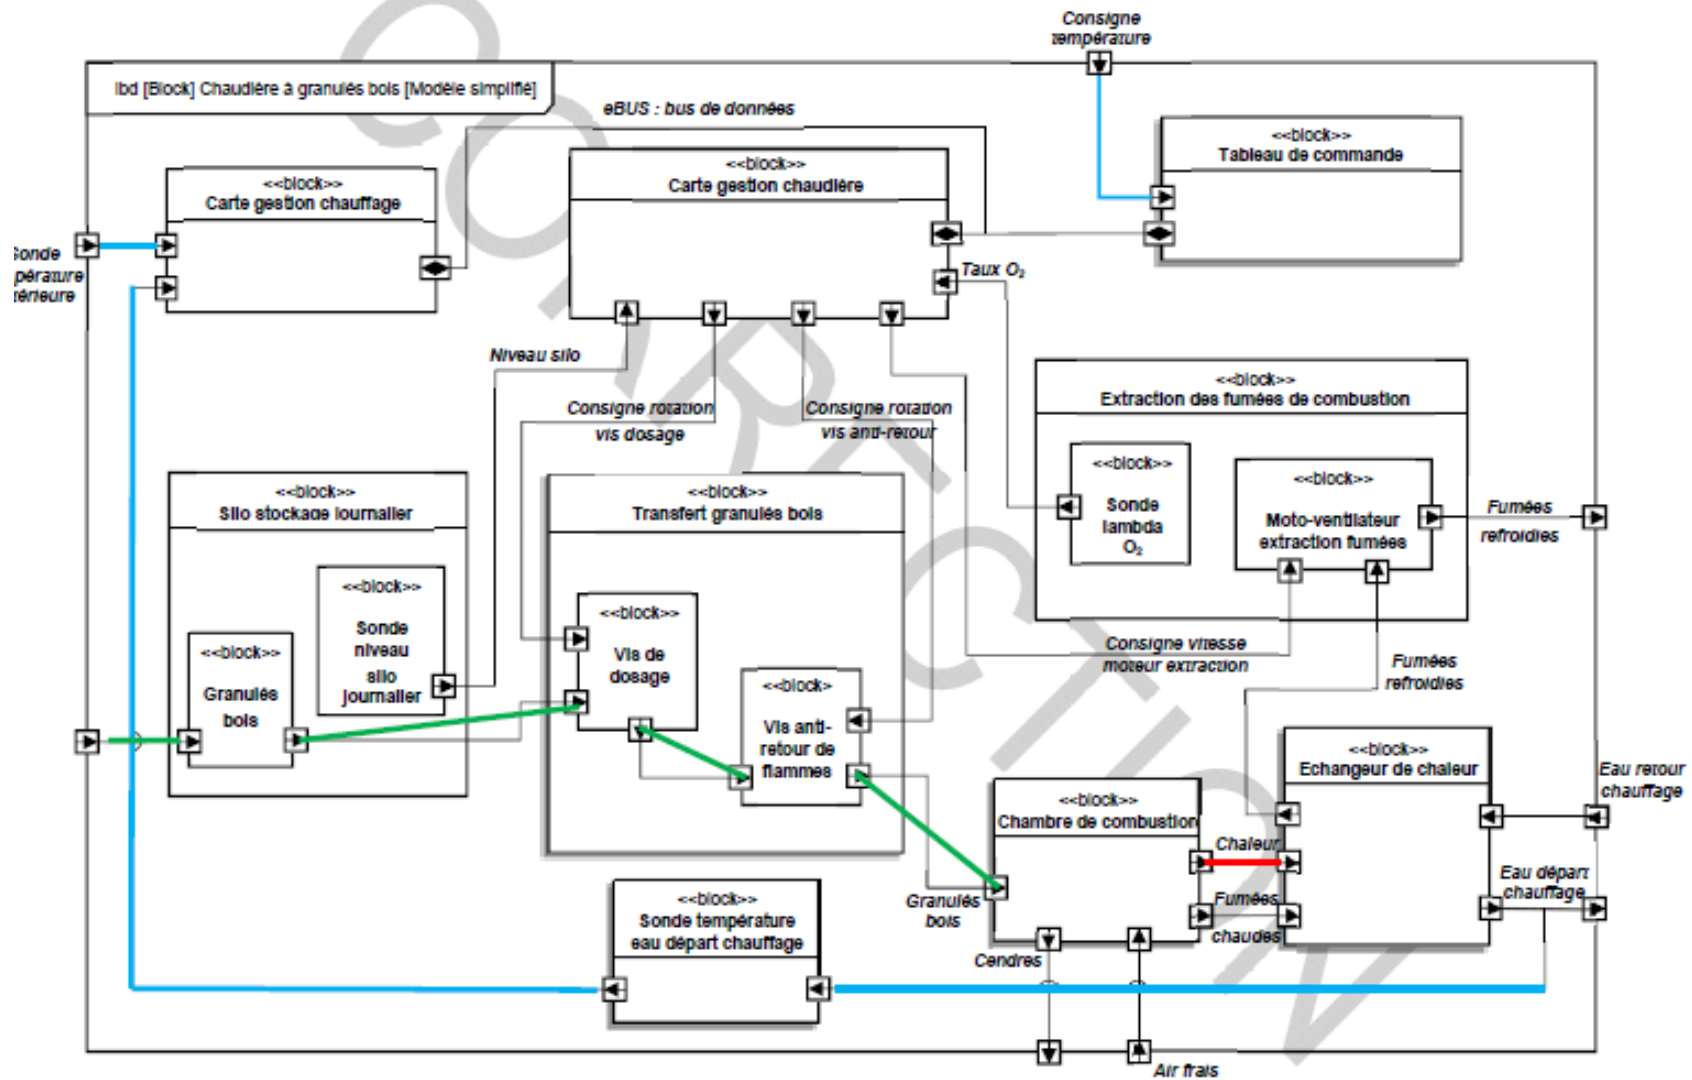 Consigne
température
ibd [Block] Chaudière à granulés bois [Modèle simplifié]
eBUS : bus de données
<<block>>
Tableau de commande
<<block>>
Carte gestion chaudière
<<block>>
Carte gestion chauffage
Sonde
pérature
érieure
Taux O₂
Niveau silo
<<block>>
Extraction des fumées de combustion
Consigne rotation
vis dosage
Consigne rotation
vis anti-retour
<<block>>
Sonde
lambda
O₂
<<block>>
Moto-ventilateur
extraction fumées
Fumées
refroidies
<<block>>
Silo stockage journalier
<<block>>
Transfert granulés bois
<<block>>
Sonde
niveau
silo
journalier
<<block>>
Granulés
bois
<<block>>
Vis de
dosage
<<block>
Vis anti-
retour de
flammes
Consigne vitesse
moteur extraction
Fumées
refroidies
<<block>>
Echangeur de chaleur
Eau retour
chauffage
<<block>>
Chambre de combustion
Chaleur
Fumées
chaudes
Eau départ
chauffage
Granulés
bois
<<block>>
Sonde température
eau départ chauffage
Cendres
Air frais
CORRECTION